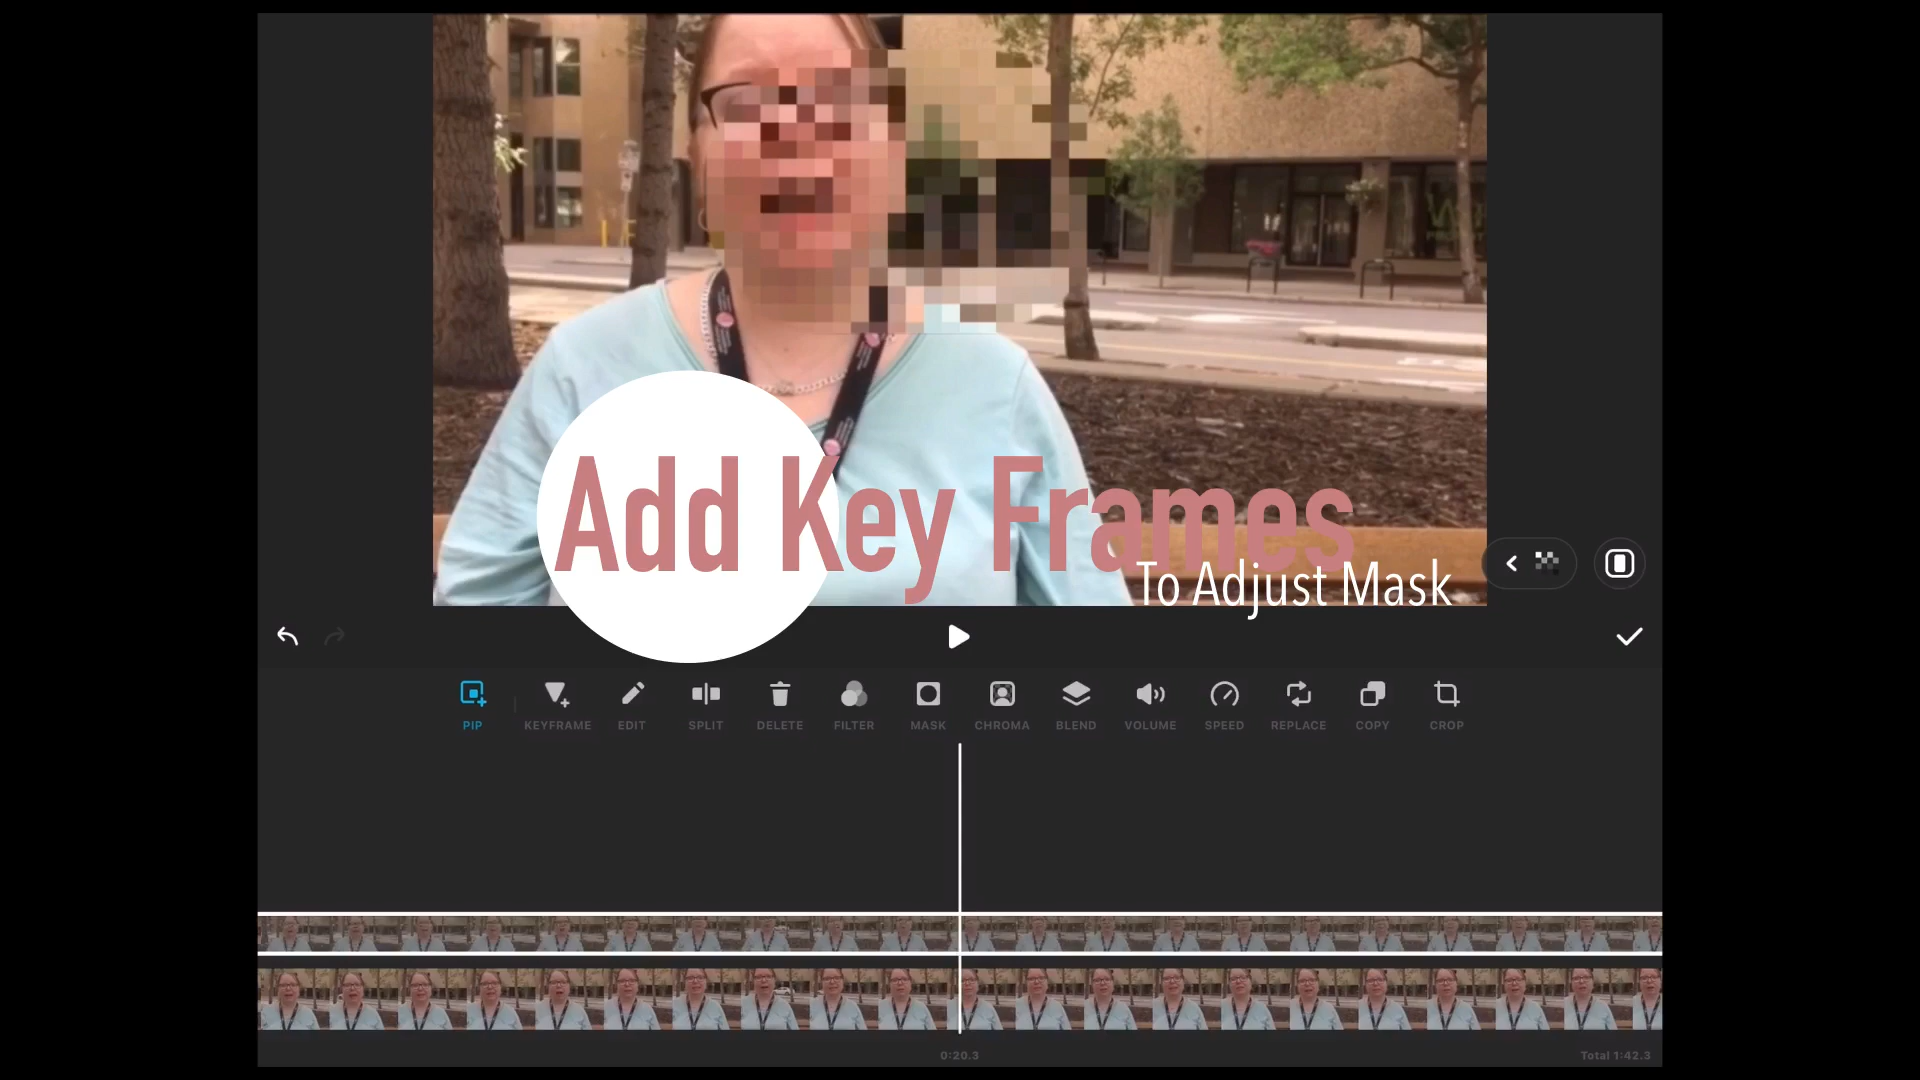 Add Key Frames
To Adjust Mask
PIP
KEYFRAME
EDIT
SPLIT
DELETE
FILTER
MASK
CHROMA
BLEND
VOLUME
SPEED
REPLACE
COPY
CROP
0:20.3
Total 1:42.3